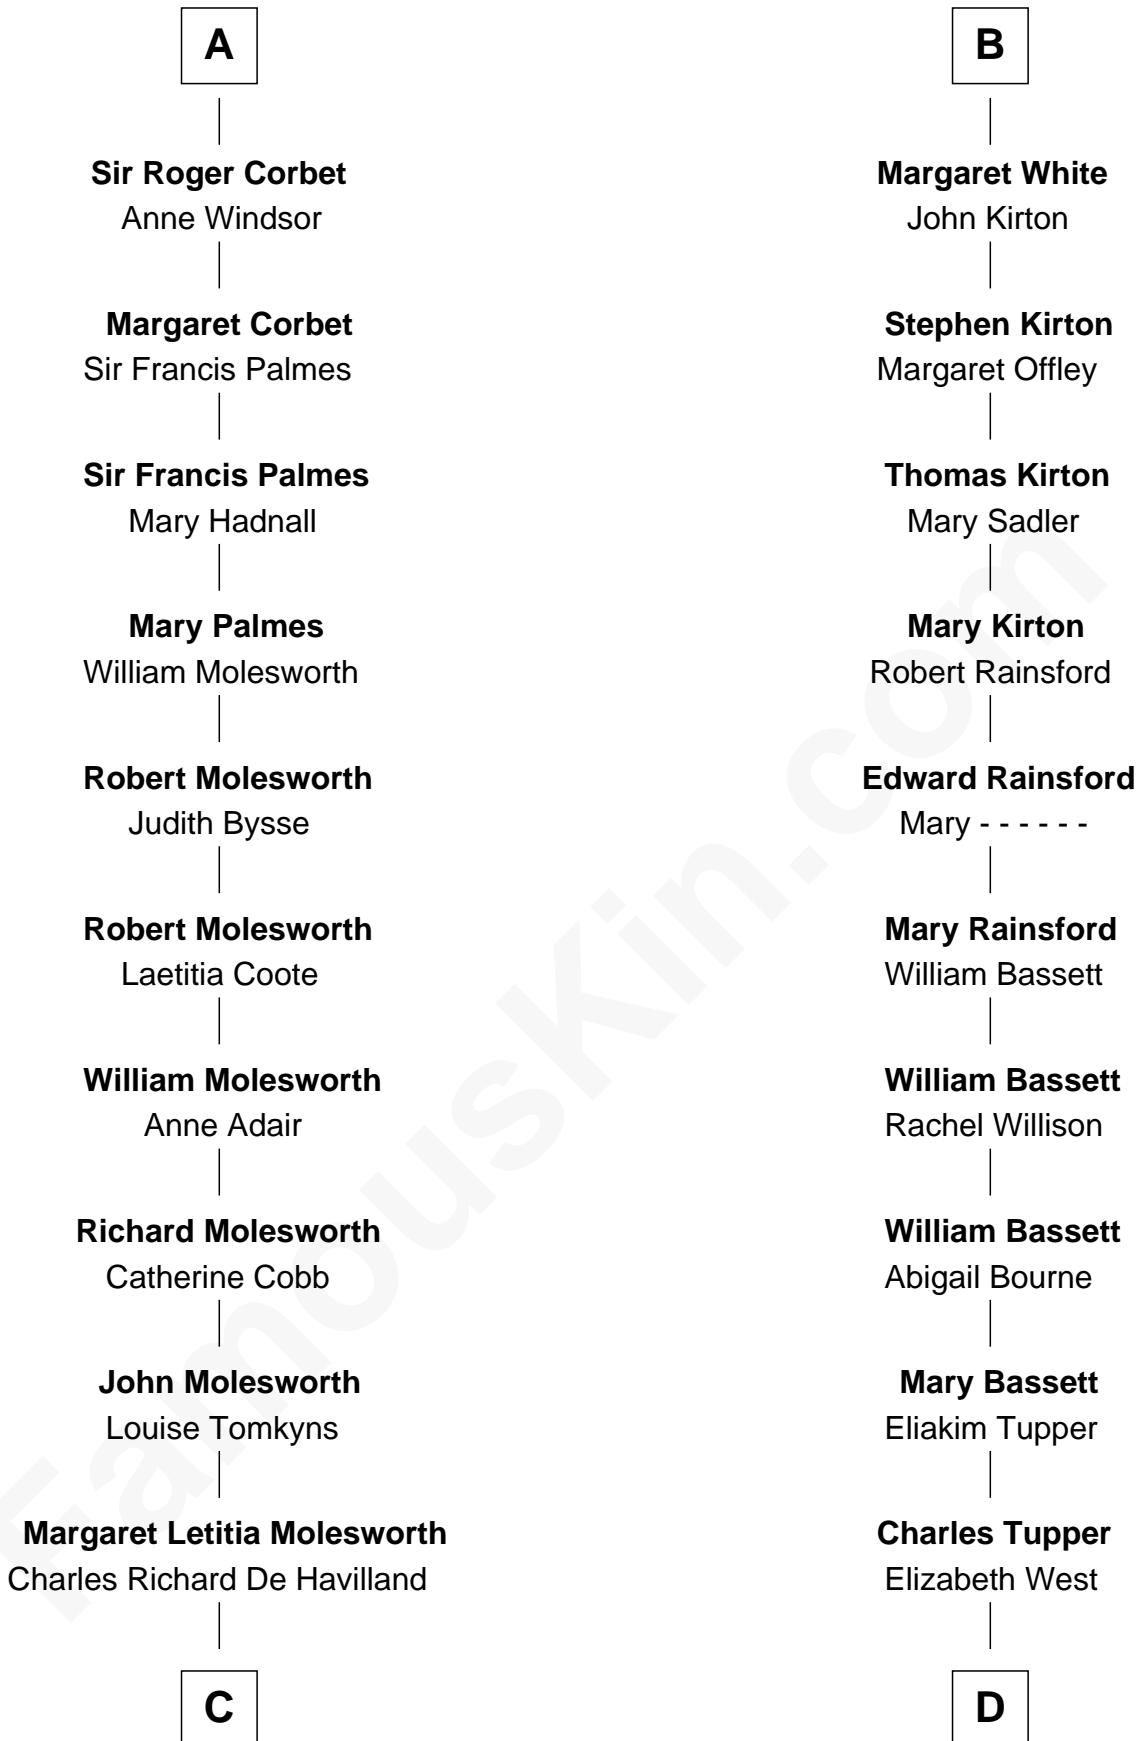 A
Sir Roger Corbet
Anne Windsor
Margaret Corbet
Sir Francis Palmes
Sir Francis Palmes
Mary Hadnall
Mary Palmes
William Molesworth
Robert Molesworth
Judith Bysse
Robert Molesworth
Laetitia Coote
William Molesworth
Anne Adair
Richard Molesworth
Catherine Cobb
John Molesworth
Louise Tomkyns
Margaret Letitia Molesworth
Charles Richard De Havilland
C
B
Margaret White
John Kirton
Stephen Kirton
Margaret Offley
Thomas Kirton
Mary Sadler
Mary Kirton
Robert Rainsford
Edward Rainsford
Mary - - - - - -
Mary Rainsford
William Bassett
William Bassett
Rachel Willison
William Bassett
Abigail Bourne
Mary Bassett
Eliakim Tupper
Charles Tupper
Elizabeth West
D
FamousKin.com